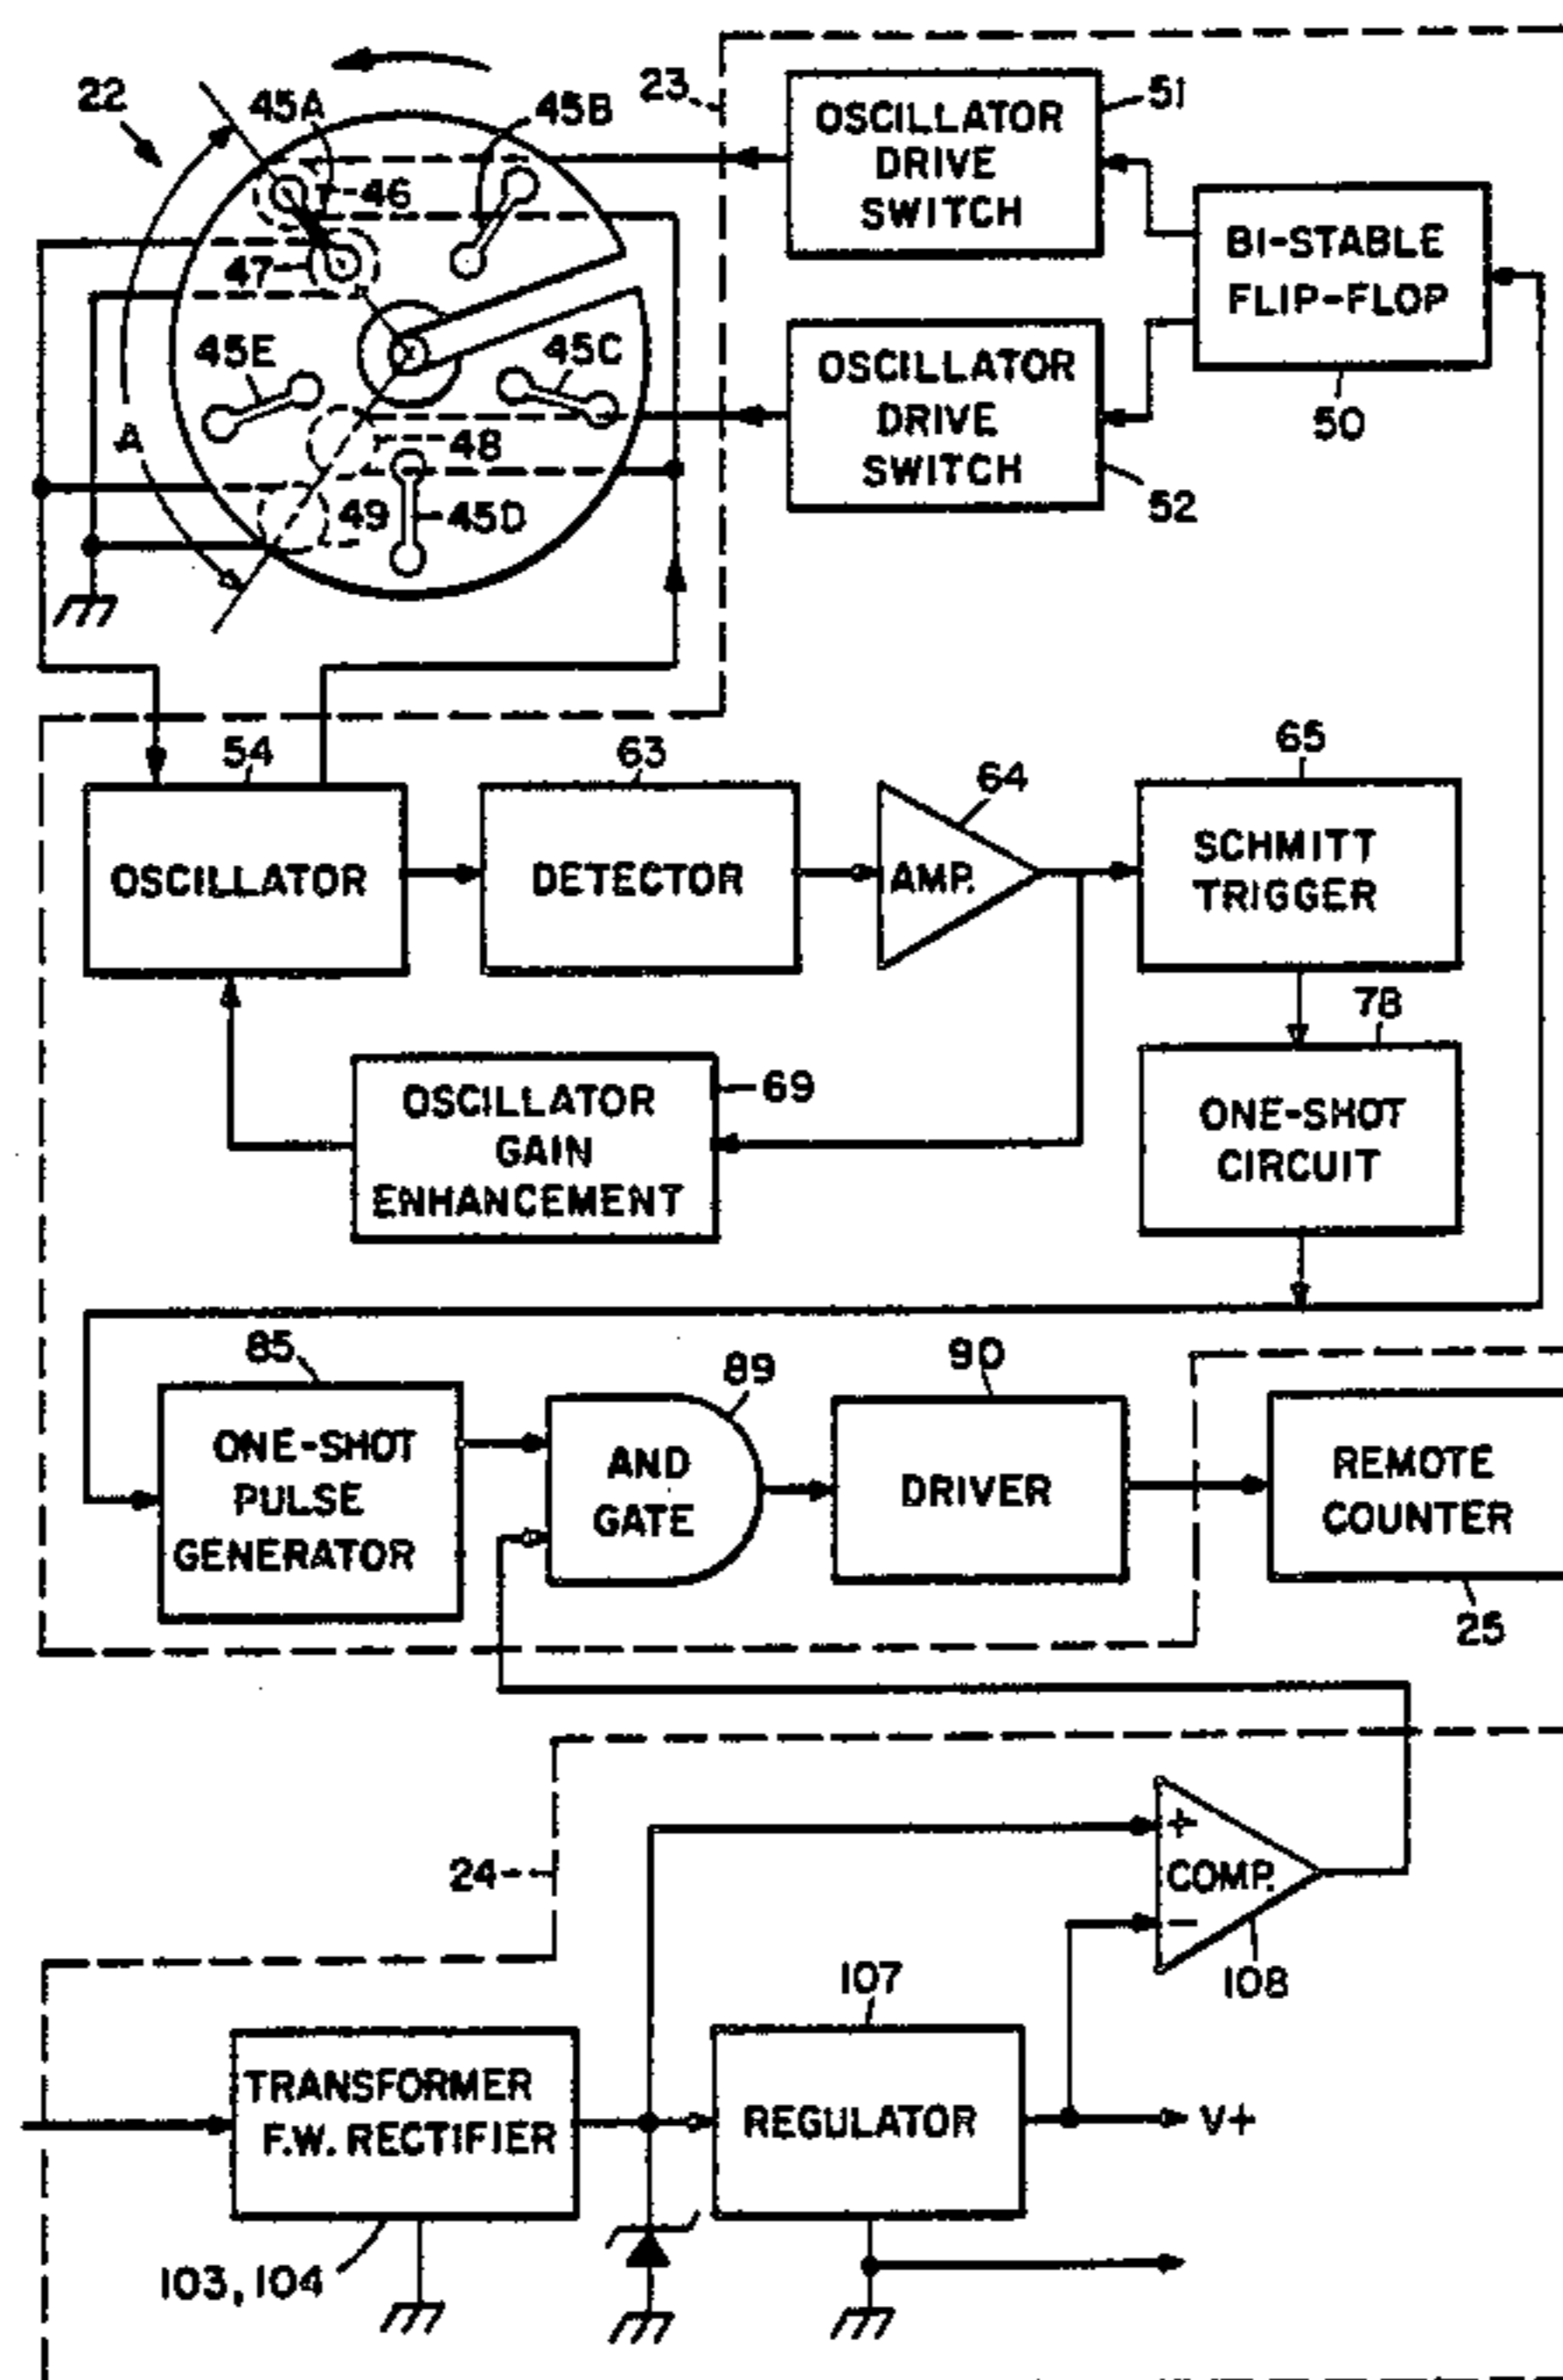 22
45A
45B
23
OSCILLATOR
DRIVE
SWITCH
51
46
47
BI-STABLE
FLIP-FLOP
50
45E
45C
A
48
49
45D
OSCILLATOR
DRIVE
SWITCH
52
54
OSCILLATOR
63
DETECTOR
64
AMP.
65
SCHMITT
TRIGGER
78
ONE-SHOT
CIRCUIT
OSCILLATOR
GAIN
ENHANCEMENT
69
85
ONE-SHOT
PULSE
GENERATOR
89
AND
GATE
90
DRIVER
REMOTE
COUNTER
25
24
+
COMP.
−
108
107
TRANSFORMER
F.W. RECTIFIER
REGULATOR
V+
103, 104